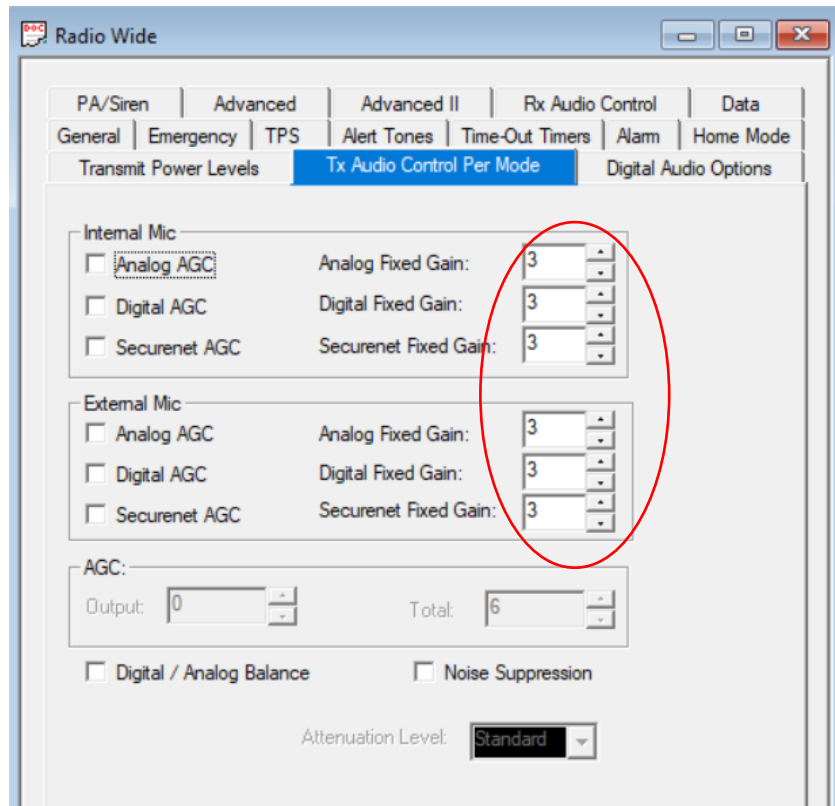 DOC
Radio Wide
PA/Siren Advanced Advanced II Rx Audio Control Data
General Emergency TPS Alert Tones Time-Out Timers Alarm Home Mode
Transmit Power Levels Tx Audio Control Per Mode Digital Audio Options
Internal Mic
Analog AGC Analog Fixed Gain: 3
Digital AGC Digital Fixed Gain: 3
Securenet AGC Securenet Fixed Gain: 3
External Mic
Analog AGC Analog Fixed Gain: 3
Digital AGC Digital Fixed Gain: 3
Securenet AGC Securenet Fixed Gain: 3
AGC:
Output: 0 Total: 6
Digital / Analog Balance Noise Suppression
Attenuation Level: Standard